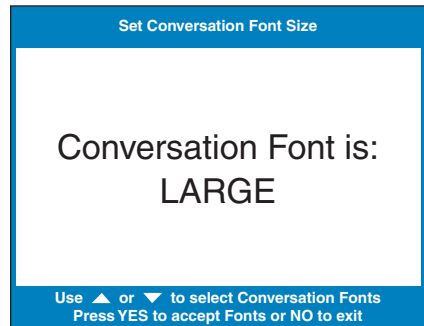 Set Conversation Font Size
Conversation Font is:
LARGE
Use ▲ or ▼ to select Conversation Fonts
Press YES to accept Fonts or NO to exit